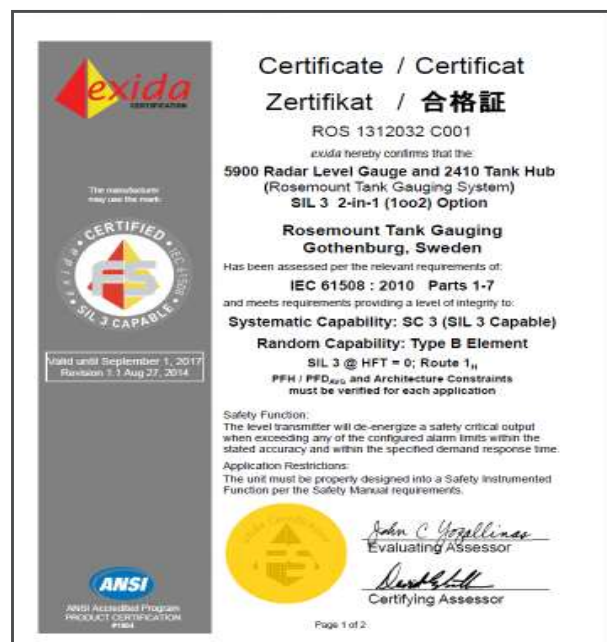 exida
CERTIFICATION
The manufacturer
may use the mark:
CERTIFIED
IEC 61508
exida
FS
SIL 3 CAPABLE
Valid until September 1, 2017
Revision 1.1 Aug 27, 2014
ANSI
ANSI Accredited Program
PRODUCT CERTIFICATION
Certificate / Certificat
Zertifikat / 合格証
ROS 1312032 C001
exida hereby confirms that the:
5900 Radar Level Gauge and 2410 Tank Hub
(Rosemount Tank Gauging System)
SIL 3 2-in-1 (1oo2) Option
Rosemount Tank Gauging
Gothenburg, Sweden
Has been assessed per the relevant requirements of:
IEC 61508 : 2010 Parts 1-7
and meets requirements providing a level of integrity to:
Systematic Capability: SC 3 (SIL 3 Capable)
Random Capability: Type B Element
SIL 3 @ HFT = 0; Route 1H
PFH / PFDAVG and Architecture Constraints
must be verified for each application
Safety Function:
The level transmitter will de-energize a safety critical output
when exceeding any of the configured alarm limits within the
stated accuracy and within the specified demand response time.
Application Restrictions:
The unit must be properly designed into a Safety Instrumented
Function per the Safety Manual requirements.
John C Yozallinas
Evaluating Assessor
Certifying Assessor
Page 1 of 2